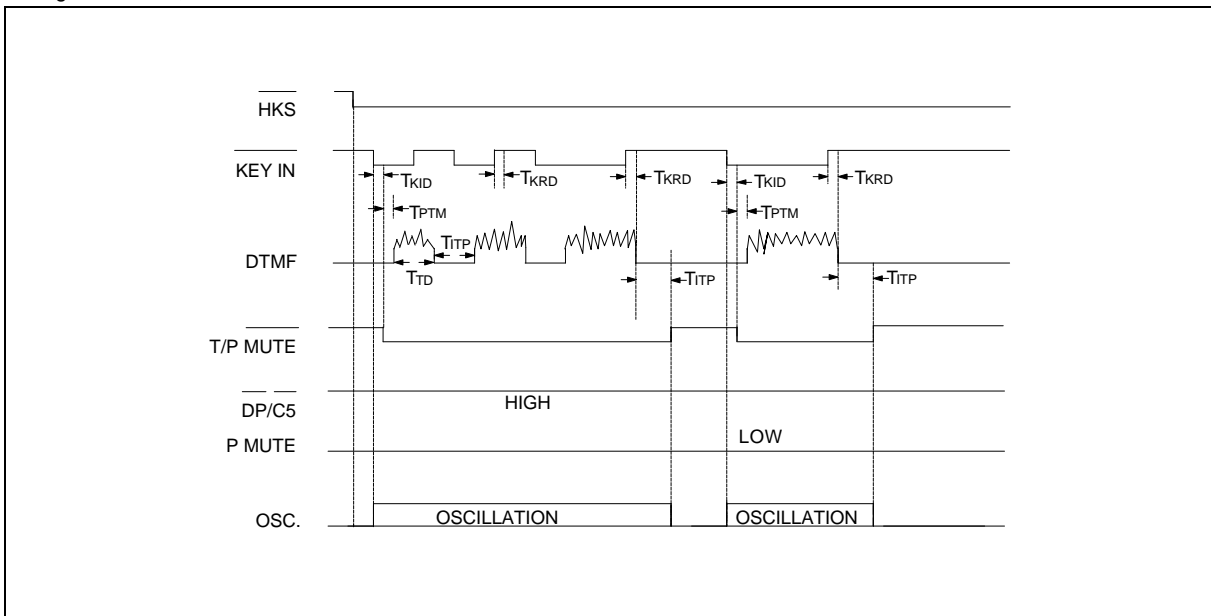 HKS
KEY IN
TKID
TKRD
TKRD
TKID
TKRD
TPTM
TPTM
TITP
DTMF
TTD
TITP
TITP
T/P MUTE
DP/C5
HIGH
P MUTE
LOW
OSC.
OSCILLATION
OSCILLATION